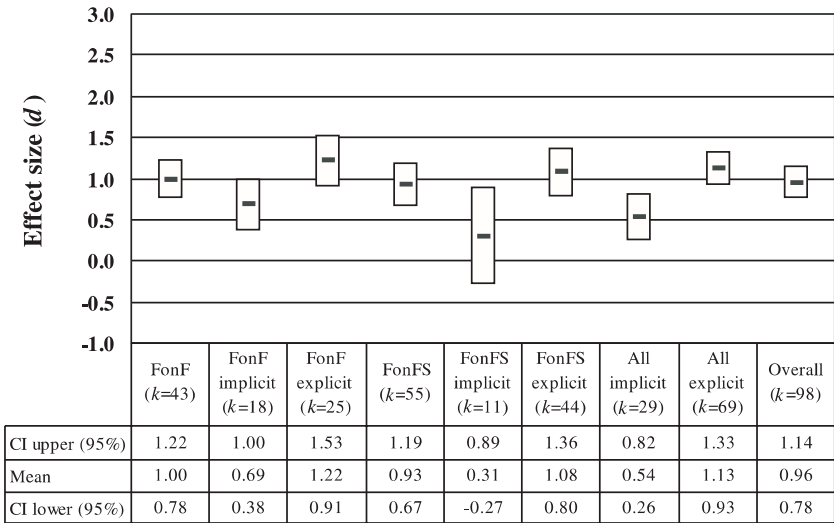 Effect size (d)
3.0
2.5
2.0
1.5
1.0
0.5
0.0
-0.5
-1.0
FonF (k=43) FonF implicit (k=18) FonF explicit (k=25) FonFS (k=55) FonFS implicit (k=11) FonFS explicit (k=44) All implicit (k=29) All explicit (k=69) Overall (k=98)
CI upper (95%) 1.22 1.00 1.53 1.19 0.89 1.36 0.82 1.33 1.14
Mean 1.00 0.69 1.22 0.93 0.31 1.08 0.54 1.13 0.96
CI lower (95%) 0.78 0.38 0.91 0.67 -0.27 0.80 0.26 0.93 0.78